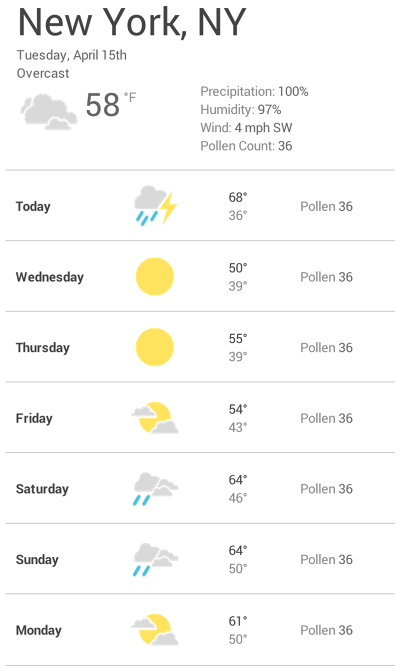 New York, NY
Tuesday, April 15th
Overcast
58 °F
Precipitation: 100%
Humidity: 97%
Wind: 4 mph SW
Pollen Count: 36
Today 68° Pollen 36
36°
Wednesday 50° Pollen 36
39°
Thursday 55° Pollen 36
39°
Friday 54° Pollen 36
43°
Saturday 64° Pollen 36
46°
Sunday 64° Pollen 36
50°
Monday 61° Pollen 36
50°